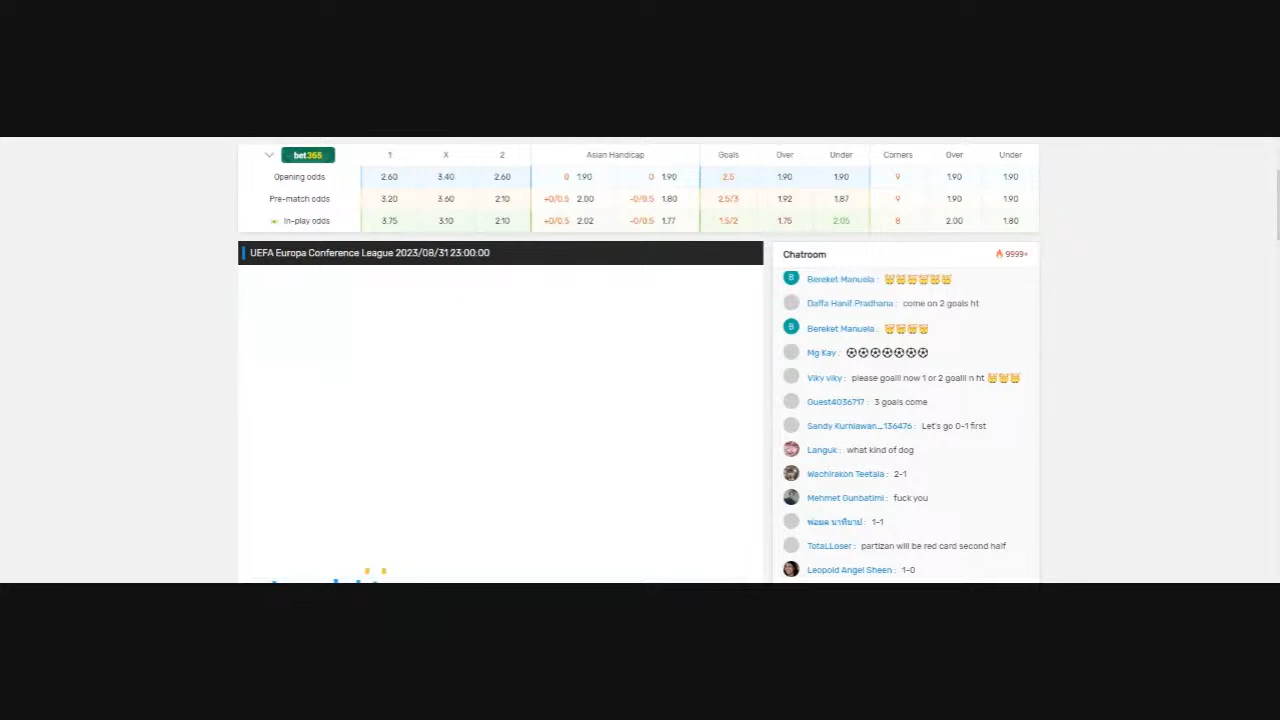 bet365 1 X 2 Asian Handicap Goals Over Under Corners Over Under
Opening odds 2.60 3.40 2.60 0 1.90 0 1.90 2.5 1.90 1.90 9 1.90 1.90
Pre-match odds 3.20 3.60 2.10 +0/0.5 2.00 -0/0.5 1.80 2.5/3 1.92 1.87 9 1.90 1.90
In-play odds 3.75 3.10 2.10 +0/0.5 2.02 -0/0.5 1.77 1.5/2 1.75 2.05 8 2.00 1.80
UEFA Europa Conference League 2023/08/31 23:00:00
Chatroom 9999+
B Bereket Manuela :
Daffa Hanif Pradhana : come on 2 goals ht
B Bereket Manuela :
Mg Kay : ⚽⚽⚽⚽⚽⚽⚽
Viky viky : please goalll now 1 or 2 goalll n ht
Guest4036717 : 3 goals come
Sandy Kurniawan_136476 : Let's go 0-1 first
Languk : what kind of dog
Wachirakon Teetala : 2-1
Mehmet Gunbatimi : fuck you
1-1
TotaLLoser : partizan will be red card second half
Leopold Angel Sheen : 1-0